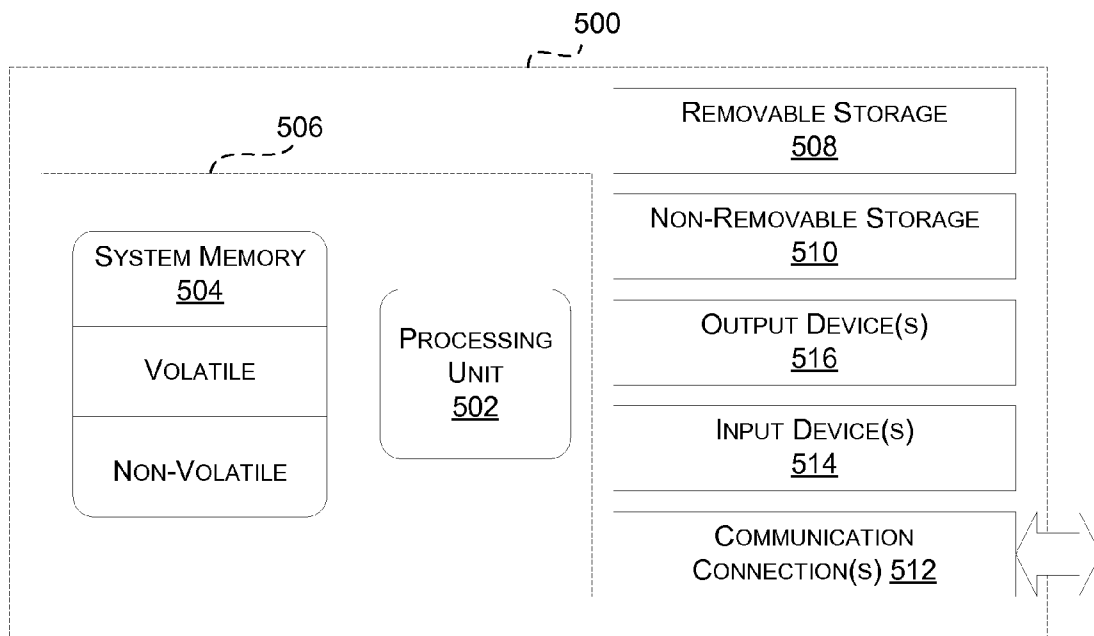 500
506
REMOVABLE STORAGE
508
NON-REMOVABLE STORAGE
510
SYSTEM MEMORY
504
VOLATILE
NON-VOLATILE
PROCESSING
UNIT
502
OUTPUT DEVICE(S)
516
INPUT DEVICE(S)
514
COMMUNICATION
CONNECTION(S) 512